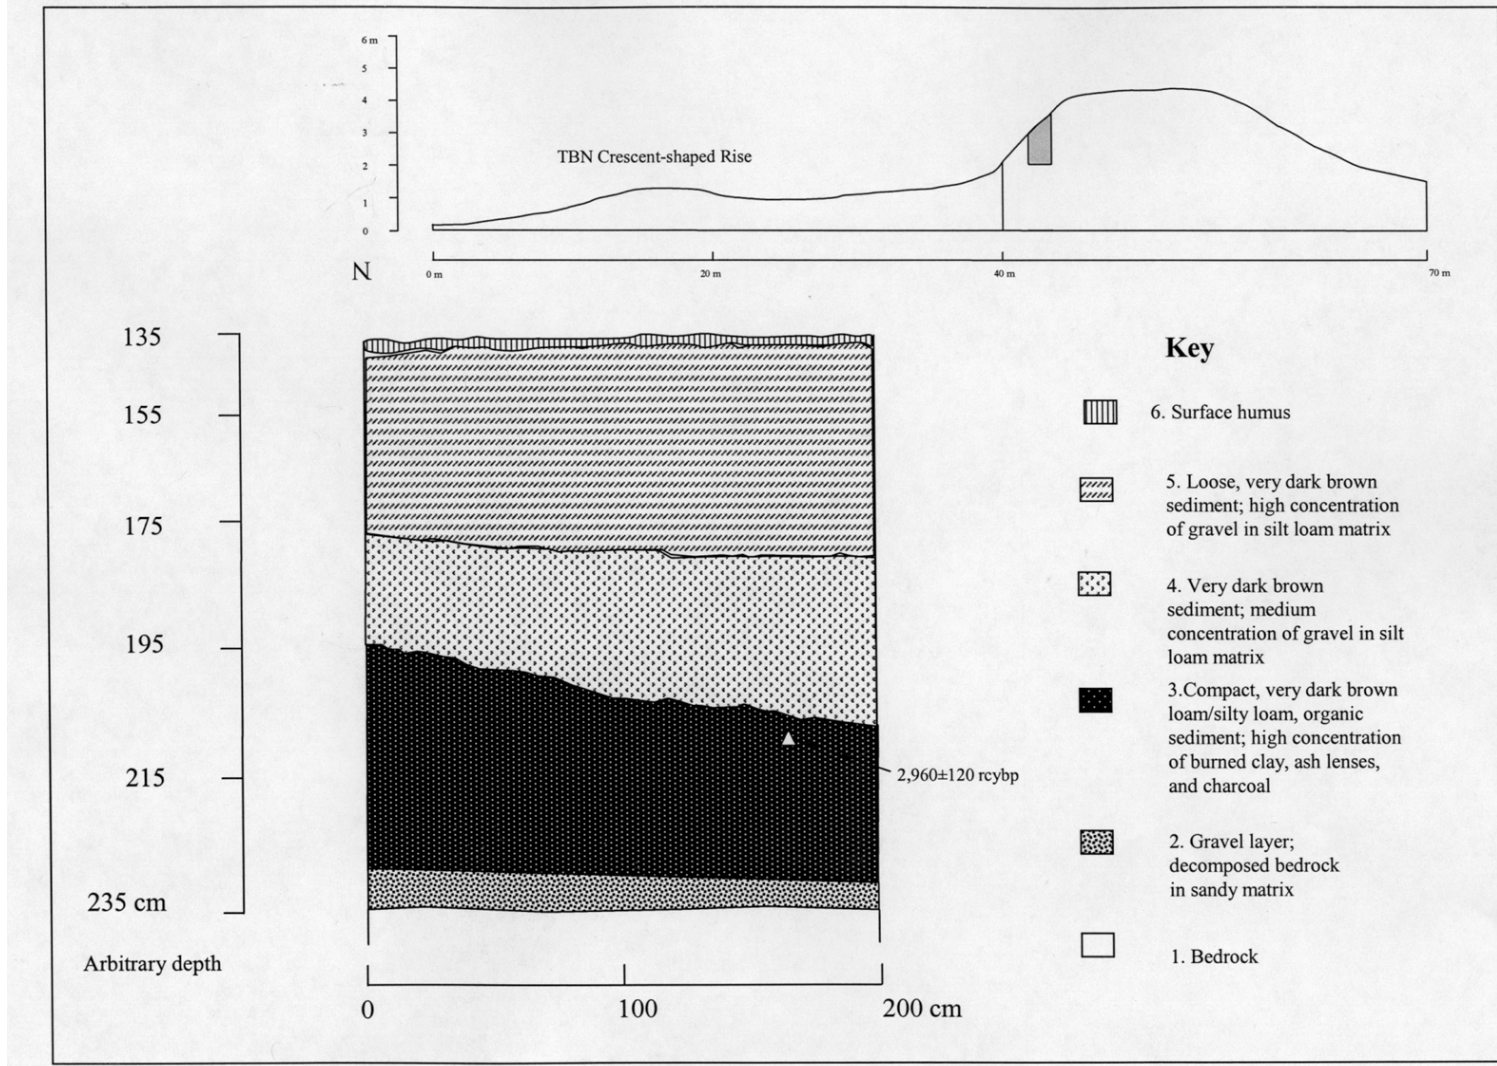 6 m
5
4
3
2
1
0
TBN Crescent-shaped Rise
N
0 m
20 m
40 m
70 m
135
155
175
195
215
235 cm
Arbitrary depth
2,960±120 rcybp
0
100
200 cm
Key
6. Surface humus
5. Loose, very dark brown
sediment; high concentration
of gravel in silt loam matrix
4. Very dark brown
sediment; medium
concentration of gravel in silt
loam matrix
3.Compact, very dark brown
loam/silty loam, organic
sediment; high concentration
of burned clay, ash lenses,
and charcoal
2. Gravel layer;
decomposed bedrock
in sandy matrix
1. Bedrock